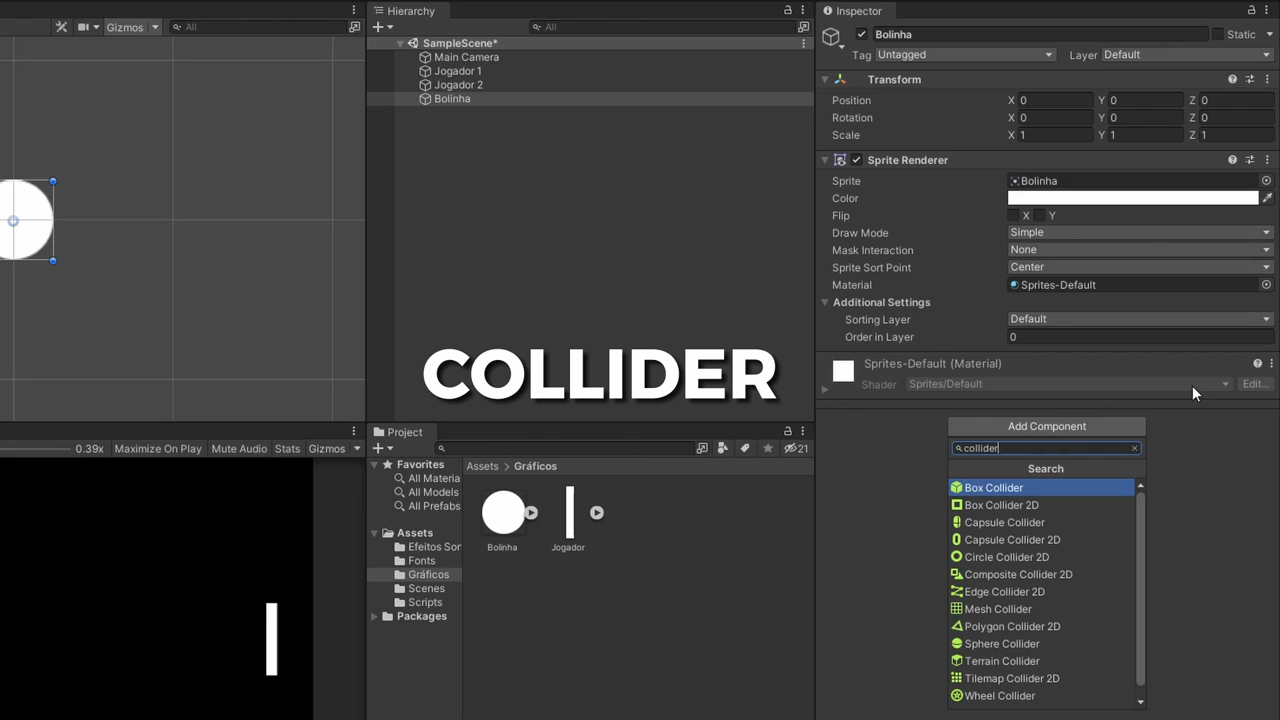 Gizmos
All
Hierarchy
All
SampleScene*
Main Camera
Jogador 1
Jogador 2
Bolinha
COLLIDER
Inspector
Bolinha
Static
Tag Untagged
Layer Default
Transform
Position X 0 Y 0 Z 0
Rotation X 0 Y 0 Z 0
Scale X 1 Y 1 Z 1
Sprite Renderer
Sprite Bolinha
Color
Flip X Y
Draw Mode Simple
Mask Interaction None
Sprite Sort Point Center
Material Sprites-Default
Additional Settings
Sorting Layer Default
Order in Layer 0
Sprites-Default (Material)
Shader Sprites/Default Edit...
Add Component
collider
Search
Box Collider
Box Collider 2D
Capsule Collider
Capsule Collider 2D
Circle Collider 2D
Composite Collider 2D
Edge Collider 2D
Mesh Collider
Polygon Collider 2D
Sphere Collider
Terrain Collider
Tilemap Collider 2D
Wheel Collider
0.39x Maximize On Play Mute Audio Stats Gizmos
Project
21
Favorites
All Materia
All Models
All Prefabs
Assets
Efeitos Sor
Fonts
Gráficos
Scenes
Scripts
Packages
Assets > Gráficos
Bolinha
Jogador